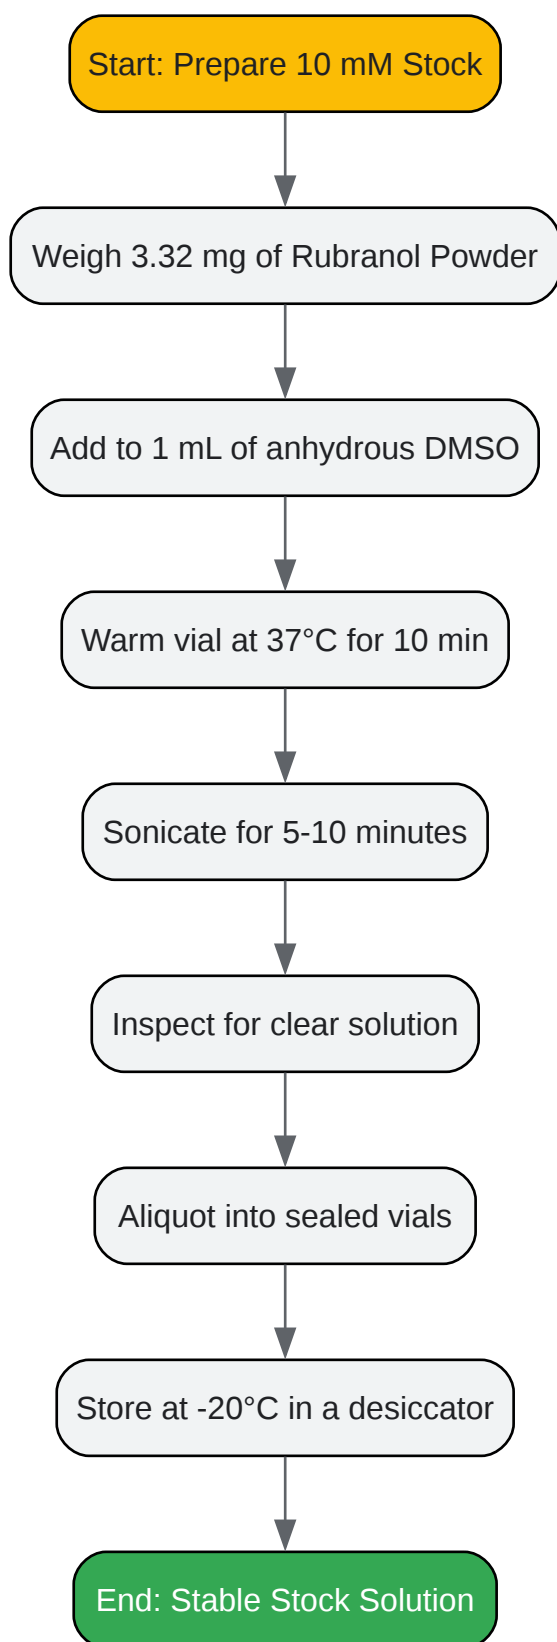 Start: Prepare 10 mM Stock
Weigh 3.32 mg of Rubranol Powder
Add to 1 mL of anhydrous DMSO
Warm vial at 37°C for 10 min
Sonicate for 5-10 minutes
Inspect for clear solution
Aliquot into sealed vials
Store at -20°C in a desiccator
End: Stable Stock Solution